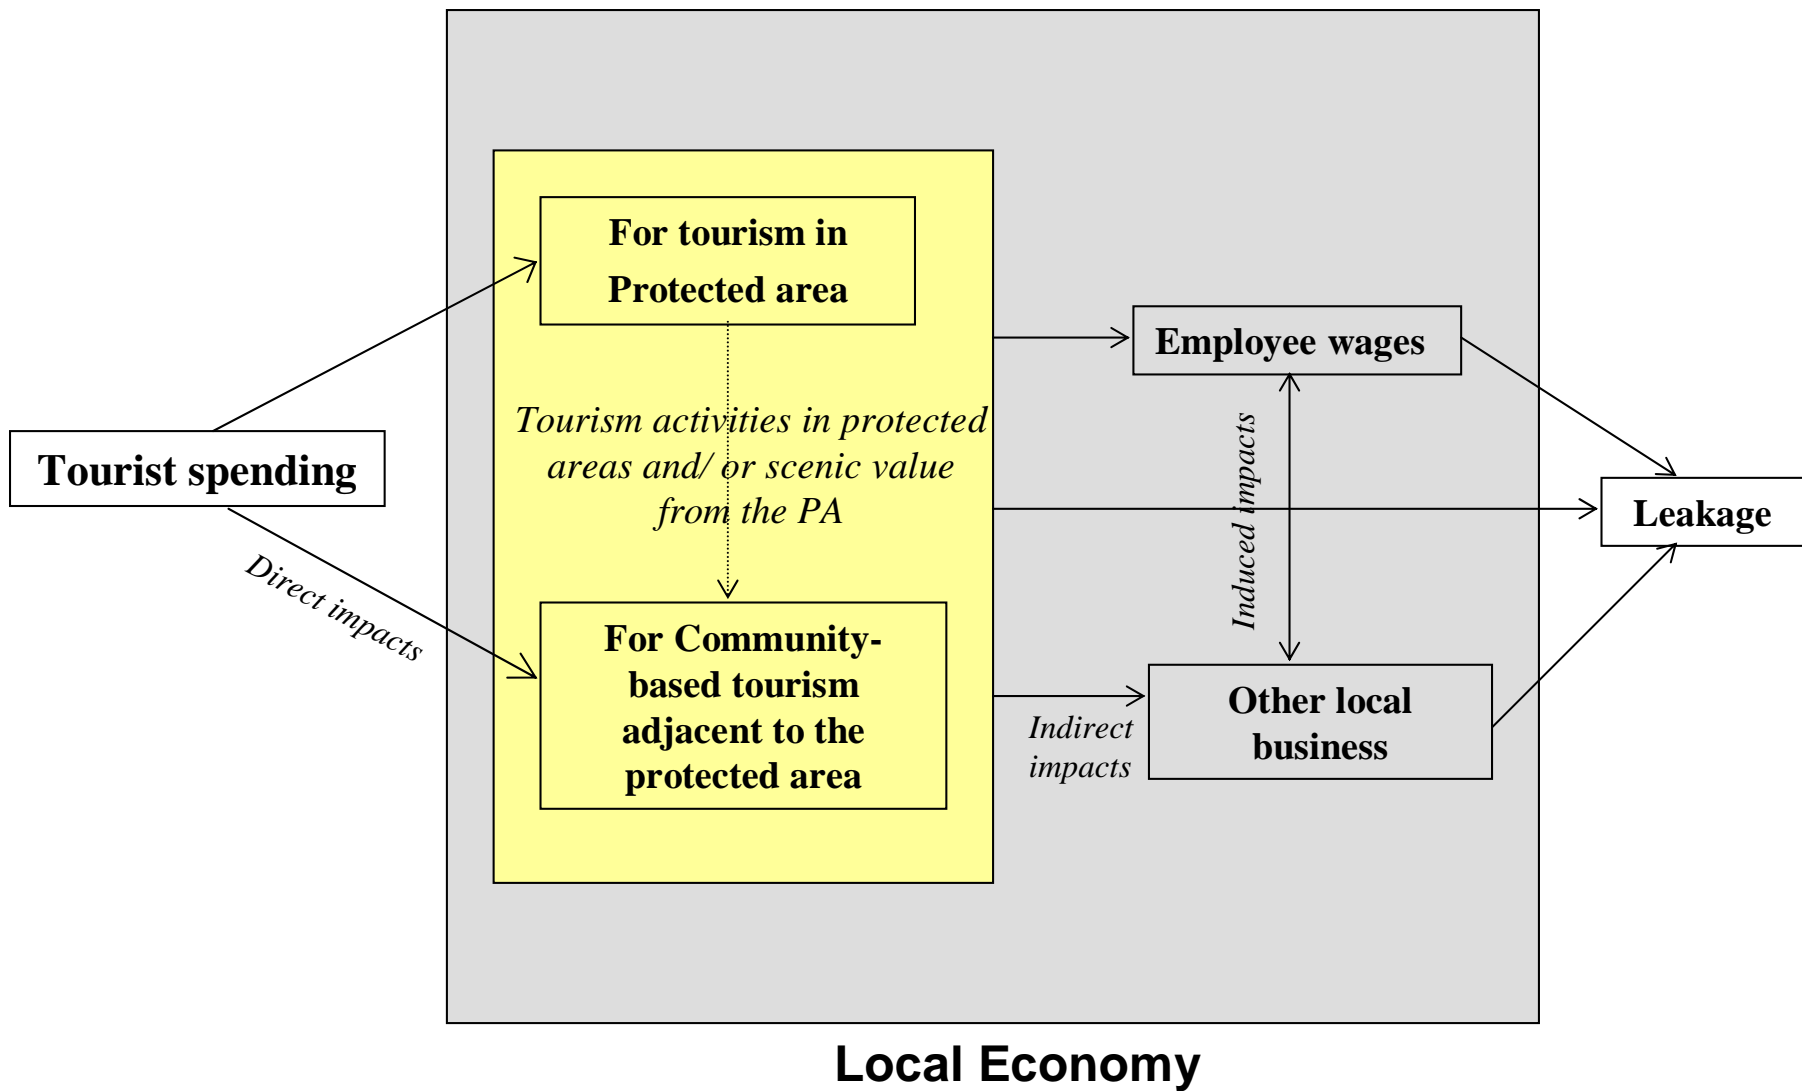 For tourism in
Protected area
Employee wages
Tourism activities in protected
areas and/ or scenic value
from the PA
Tourist spending
Induced impacts
Leakage
Direct impacts
For Community-
based tourism
adjacent to the
protected area
Other local
business
Indirect
impacts
Local Economy